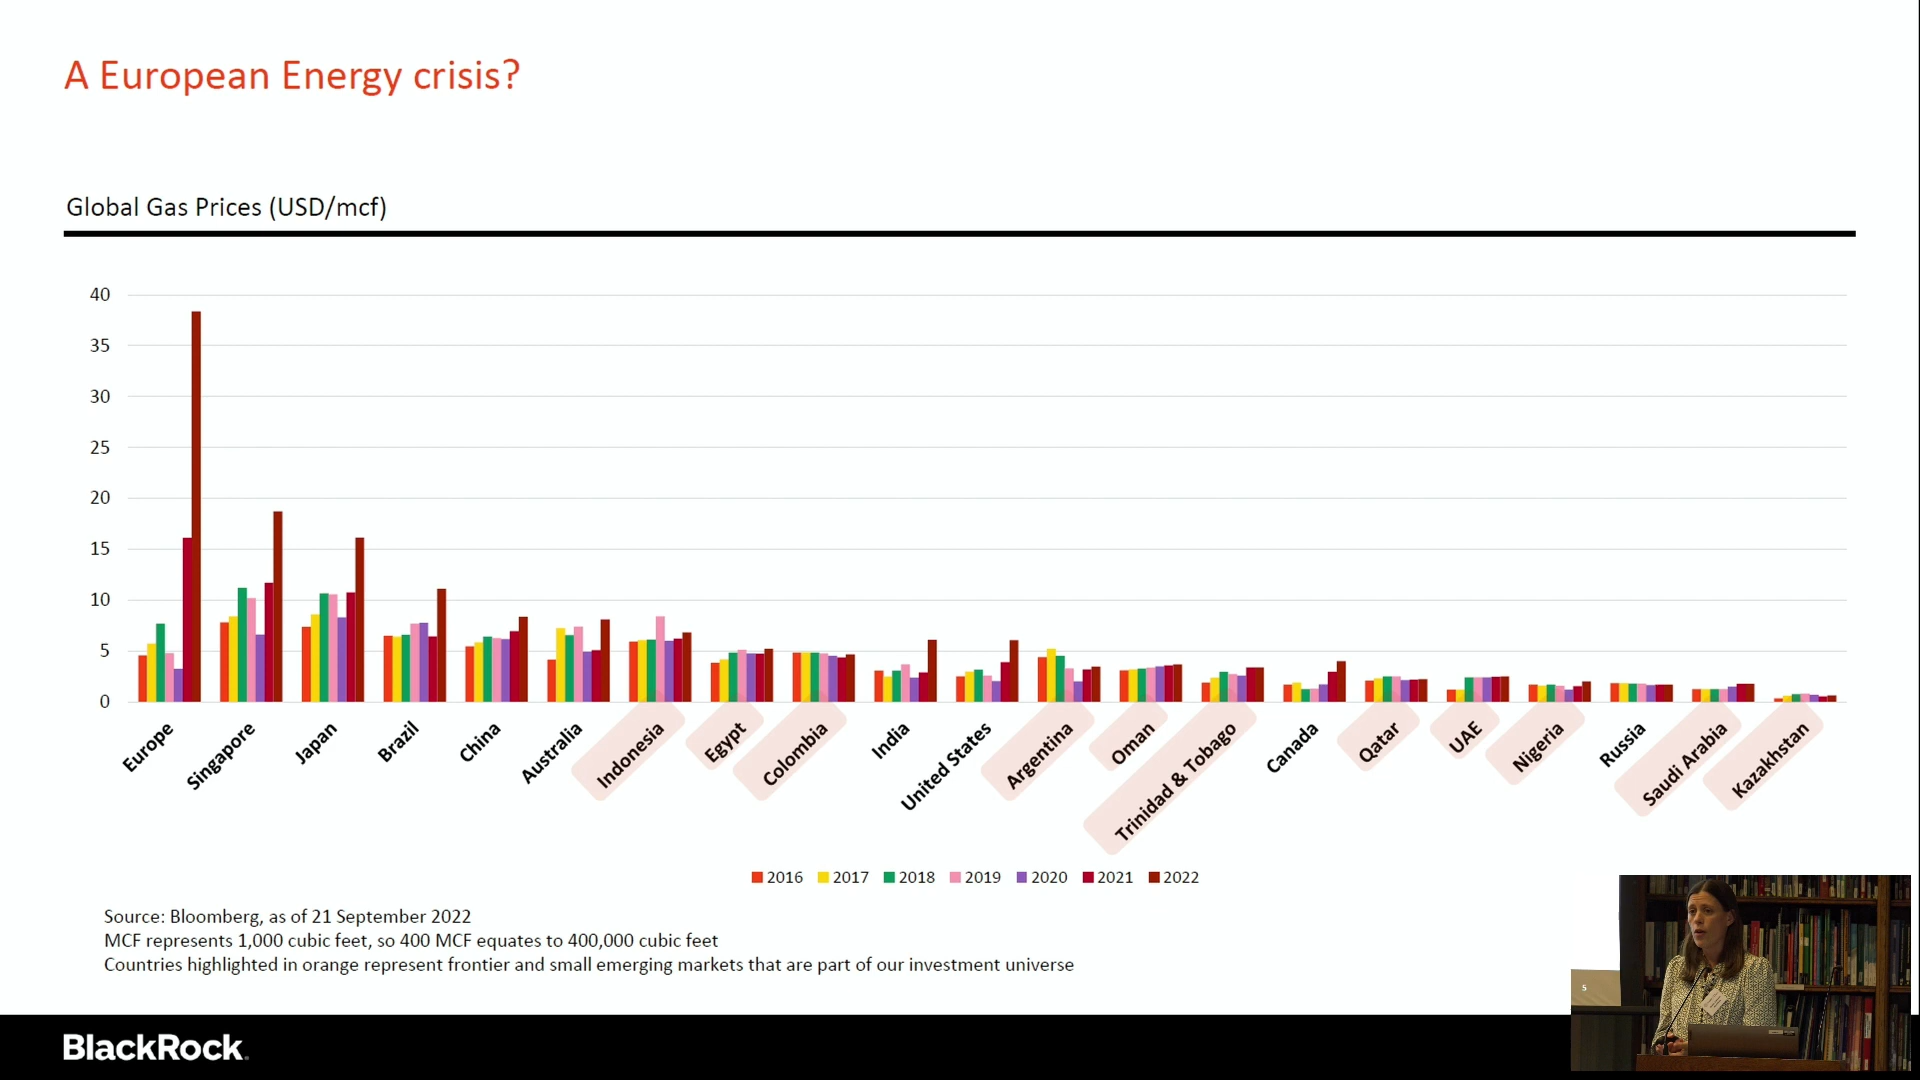 A European Energy crisis?
Global Gas Prices (USD/mcf)
40
35
30
25
20
15
10
5
0
Europe
Singapore
Japan
Brazil
China
Australia
Indonesia
Egypt
Colombia
India
United States
Argentina
Oman
Trinidad & Tobago
Canada
Qatar
UAE
Nigeria
Russia
Saudi Arabia
Kazakhstan
2016 2017 2018 2019 2020 2021 2022
Source: Bloomberg, as of 21 September 2022
MCF represents 1,000 cubic feet, so 400 MCF equates to 400,000 cubic feet
Countries highlighted in orange represent frontier and small emerging markets that are part of our investment universe
5
BlackRock.